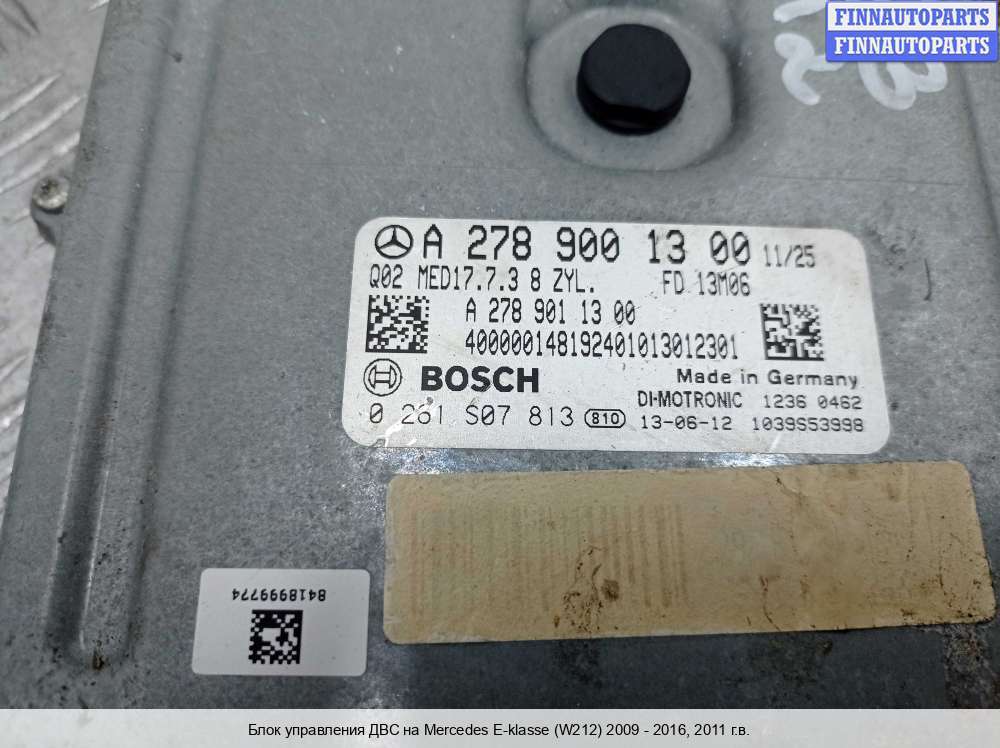 FINNAUTOPARTS
FINNAUTOPARTS
A 278 900 13 00 11/25
Q02 MED17.7.3 8 ZYL. FD 13M06
A 278 901 13 00
400000148192401013012301
BOSCH
Made in Germany
DI-MOTRONIC 1236 0462
0 261 S07 813 810 13-06-12 1039S53998
8418999774
Блок управления ДВС на Mercedes E-klasse (W212) 2009 - 2016, 2011 г.в.